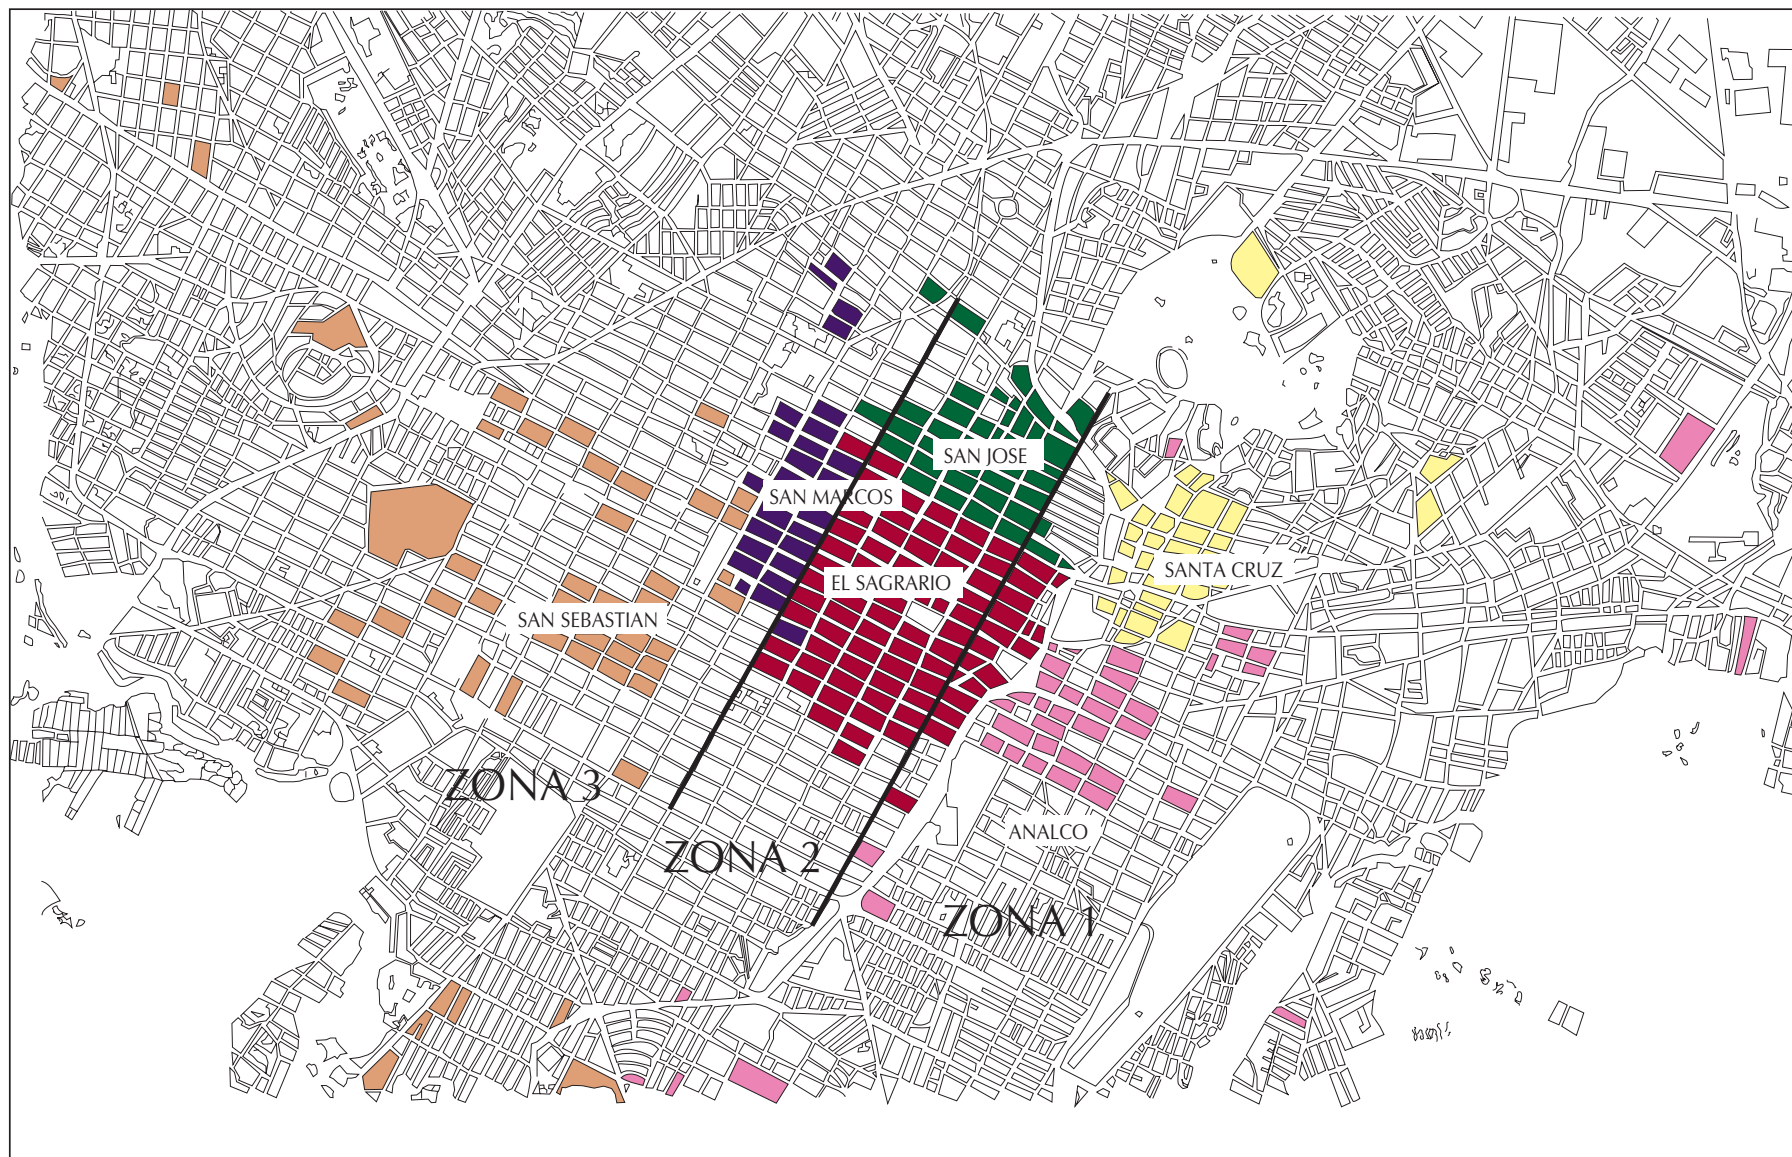 SAN JOSE
SAN MARCOS
SANTA CRUZ
EL SAGRARIO
SAN SEBASTIAN
ZONA 3
ANALCO
ZONA 2
ZONA 1